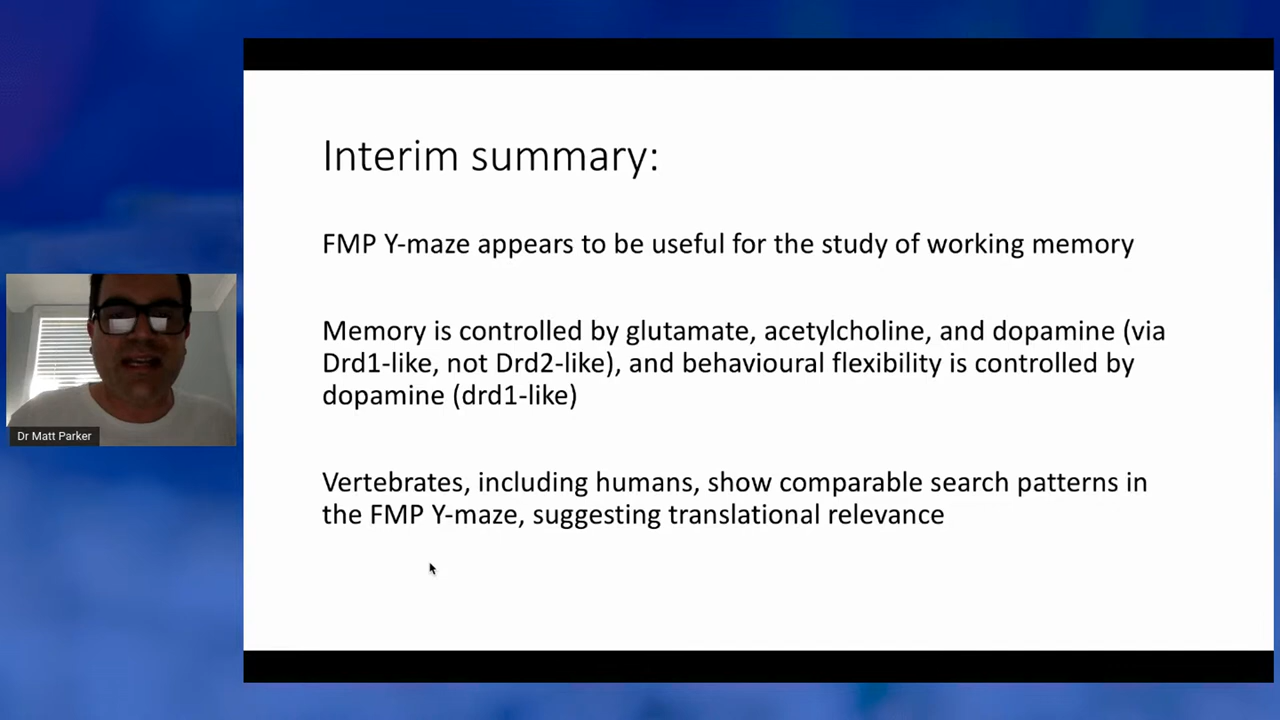 Interim summary:
FMP Y-maze appears to be useful for the study of working memory
Memory is controlled by glutamate, acetylcholine, and dopamine (via
Drd1-like, not Drd2-like), and behavioural flexibility is controlled by
dopamine (drd1-like)
Vertebrates, including humans, show comparable search patterns in
the FMP Y-maze, suggesting translational relevance
Dr Matt Parker